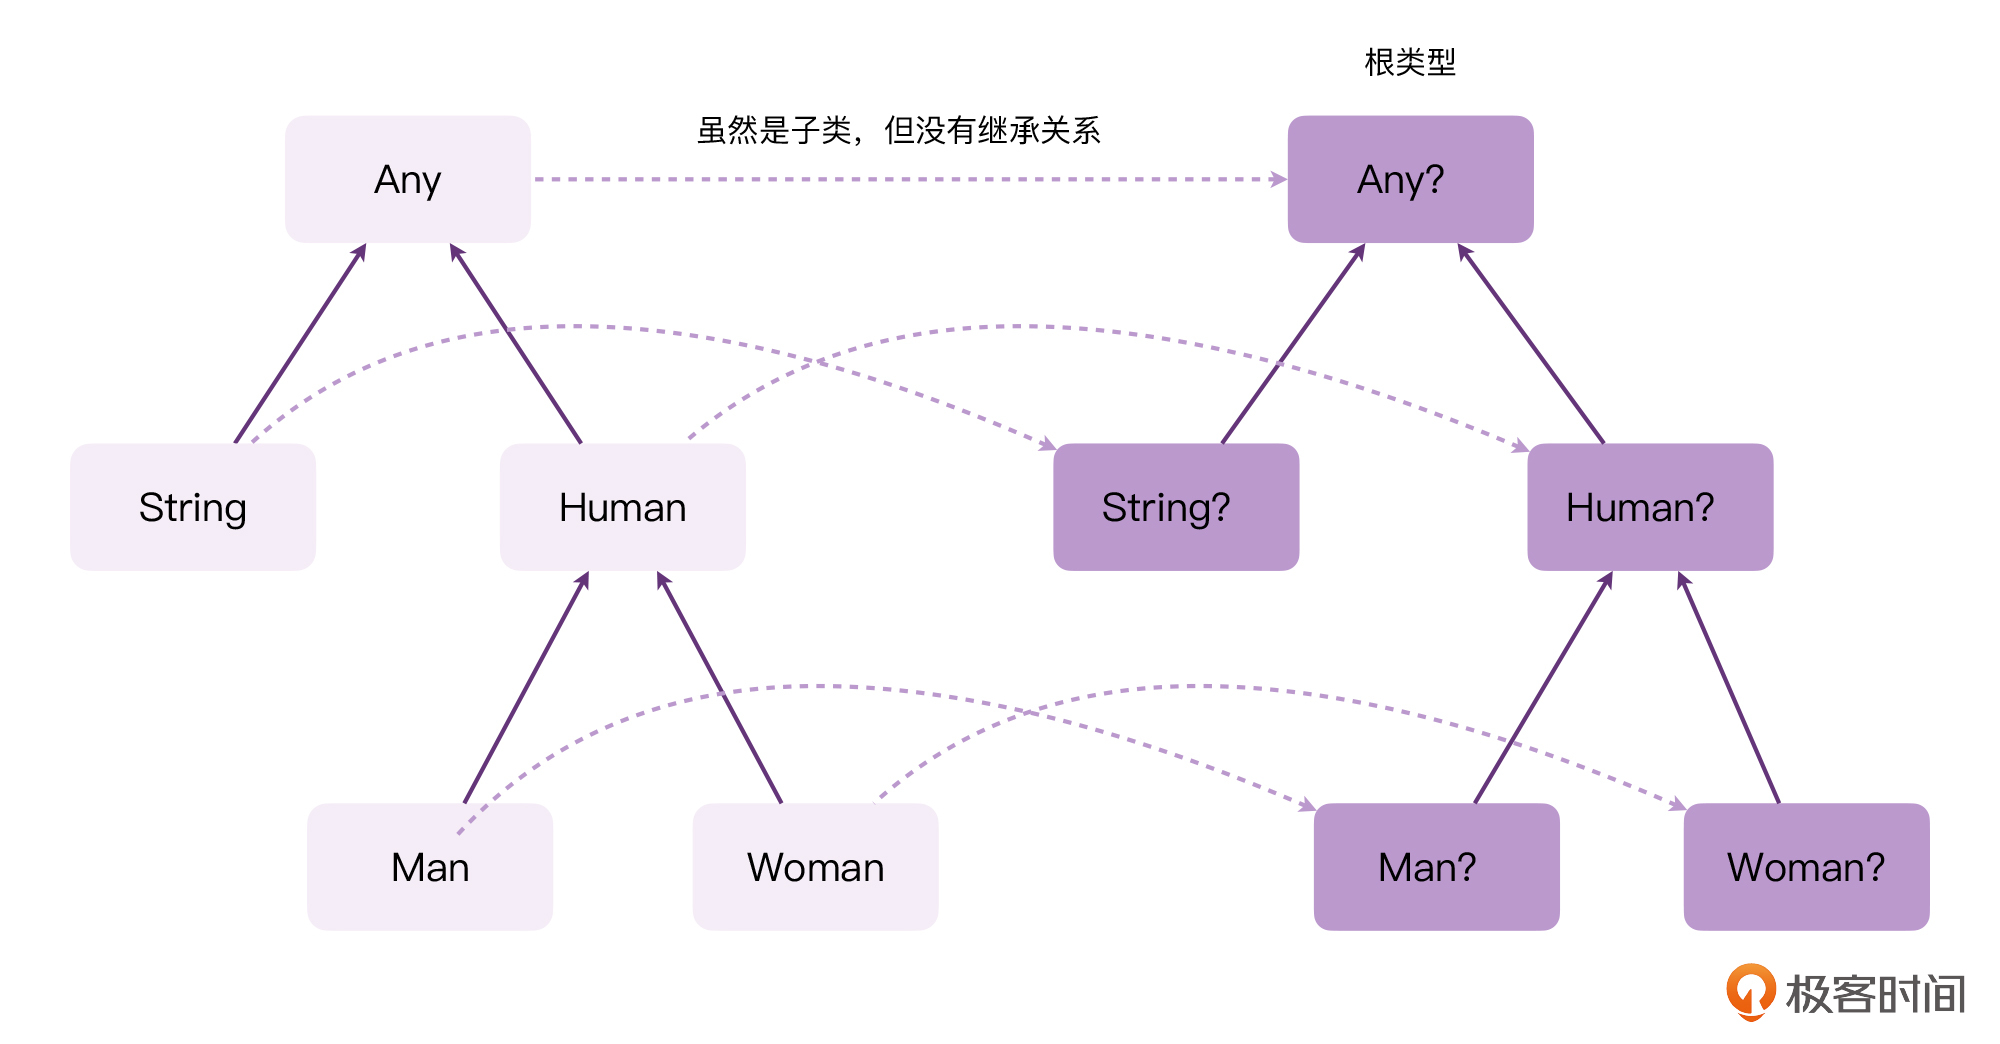 根类型
虽然是子类，但没有继承关系
Any
Any?
String
Human
String?
Human?
Man
Woman
Man?
Woman?
极客时间